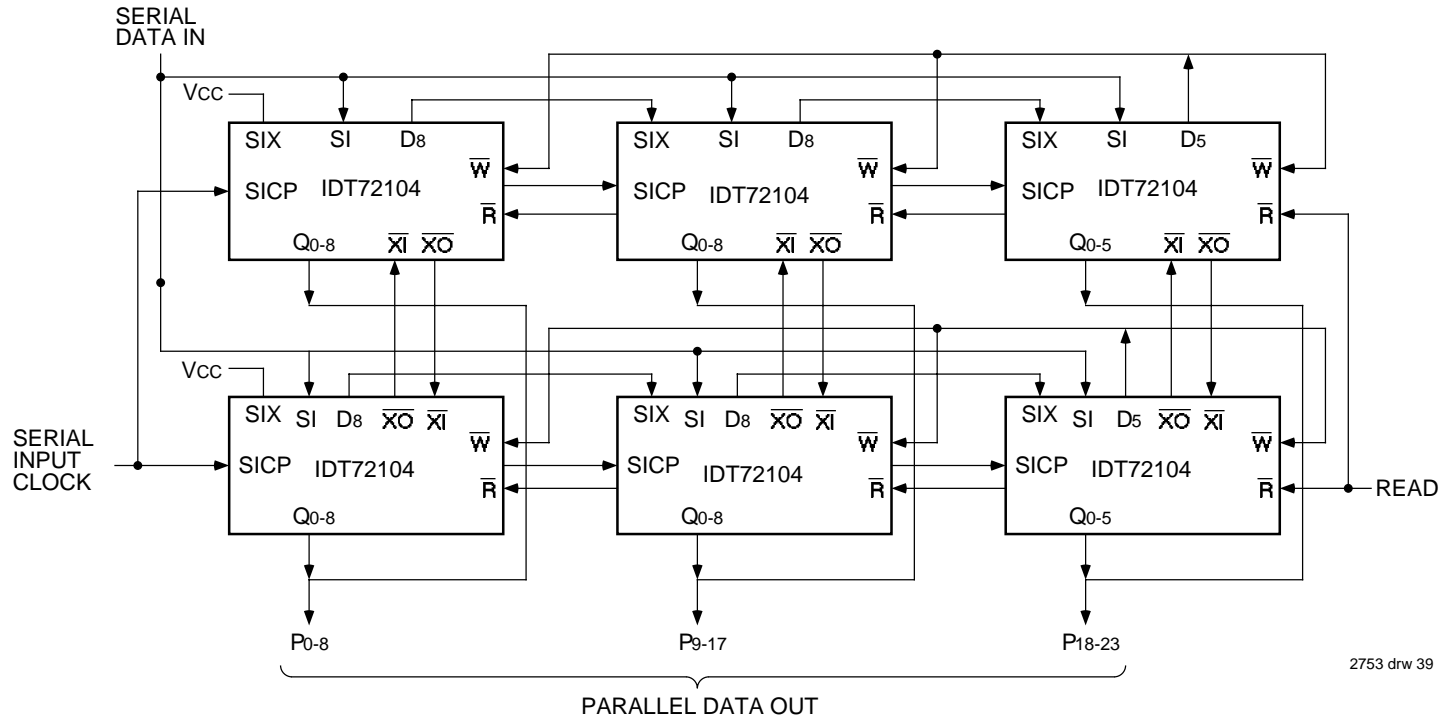 SERIAL
DATA IN
VCC
SIX SI D8
SIX SI D8
SIX SI D5
W
W
W
SICP IDT72104
SICP IDT72104
SICP IDT72104
R
R
R
Q0-8 XI XO
Q0-8 XI XO
Q0-5 XI XO
VCC
SIX SI D8 XO XI
SIX SI D8 XO XI
SIX SI D5 XO XI
W
W
W
SERIAL
INPUT
CLOCK
SICP IDT72104
SICP IDT72104
SICP IDT72104
R
R
R
READ
Q0-8
Q0-8
Q0-5
P0-8
P9-17
P18-23
2753 drw 39
PARALLEL DATA OUT